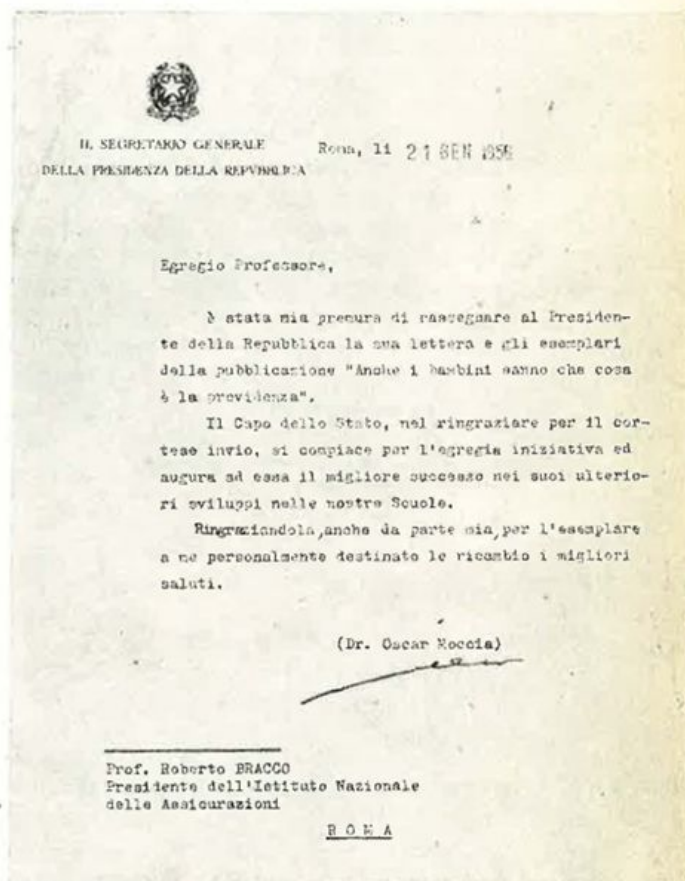 IL SEGRETARIO GENERALE
DELLA PRESIDENZA DELLA REPVBBLICA
Roma, lì 21 GEN 1956
Egregio Professore,
è stata mia premura di rassegnare al Presiden-
te della Repubblica la sua lettera e gli esemplari
della pubblicazione "Anche i bambini sanno che cosa
è la previdenza".
Il Capo dello Stato, nel ringraziare per il cor-
tese invio, si compiace per l'egregia iniziativa ed
augura ad essa il migliore successo nei suoi ulterio-
ri sviluppi nelle nostre Scuole.
Ringraziandola, anche da parte mia, per l'esemplare
a me personalmente destinato le ricambio i migliori
saluti.
(Dr. Oscar Moccia)
Prof. Roberto BRACCO
Presidente dell'Istituto Nazionale
delle Assicurazioni
ROMA